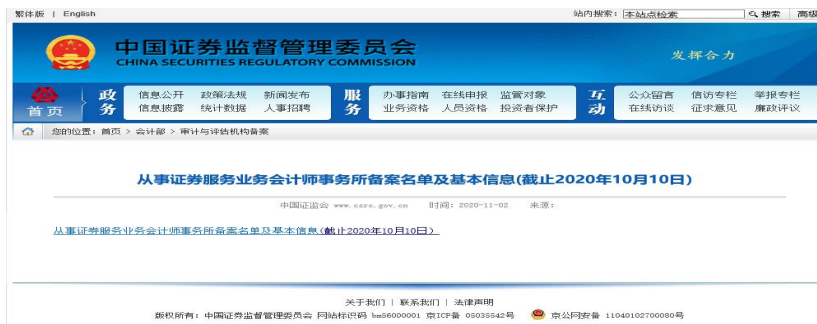 繁体版 | English 站内搜索: 本站点检索 搜索 高级
中国证券监督管理委员会
CHINA SECURITIES REGULATORY COMMISSION
发挥合力
首页 政务 信息公开 政策法规 新闻发布 服务 办事指南 在线申报 监管对象 互动 公众留言 信访专栏 举报专栏
信息披露 统计数据 人事招聘 业务资格 人员资格 投资者保护 在线访谈 征求意见 廉政评议
您的位置: 首页 > 会计部 > 审计与评估机构备案
从事证券服务业务会计师事务所备案名单及基本信息(截止2020年10月10日)
中国证监会 www.csrc.gov.cn 时间: 2020-11-02 来源:
从事证券服务业务会计师事务所备案名单及基本信息(截止2020年10月10日)
关于我们 | 联系我们 | 法律声明
版权所有: 中国证券监督管理委员会 网站标识码 bm56000001 京ICP备 05035542号 京公网安备 11040102700080号